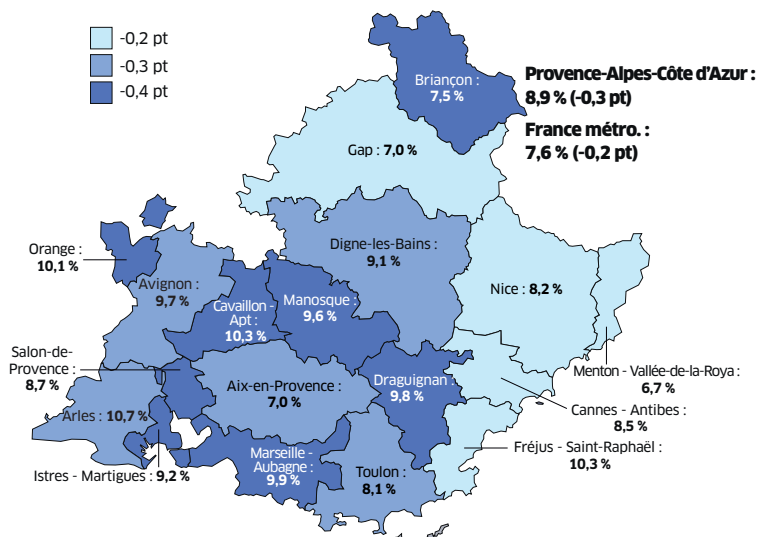 -0,2 pt
-0,3 pt
-0,4 pt
Briançon :
7,5 %
Provence-Alpes-Côte d'Azur :
8,9 % (-0,3 pt)
France métro. :
7,6 % (-0,2 pt)
Gap : 7,0 %
Orange :
10,1 %
Avignon :
9,7 %
Digne-les-Bains :
9,1 %
Nice : 8,2 %
Cavaillon -
Apt :
10,3 %
Manosque :
9,6 %
Salon-de-
Provence :
8,7 %
Aix-en-Provence :
7,0 %
Draguignan :
9,8 %
Menton - Vallée-de-la-Roya :
6,7 %
Cannes - Antibes :
8,5 %
Arles : 10,7 %
Fréjus - Saint-Raphaël :
10,3 %
Istres - Martigues : 9,2 %
Marseille -
Aubagne :
9,9 %
Toulon :
8,1 %